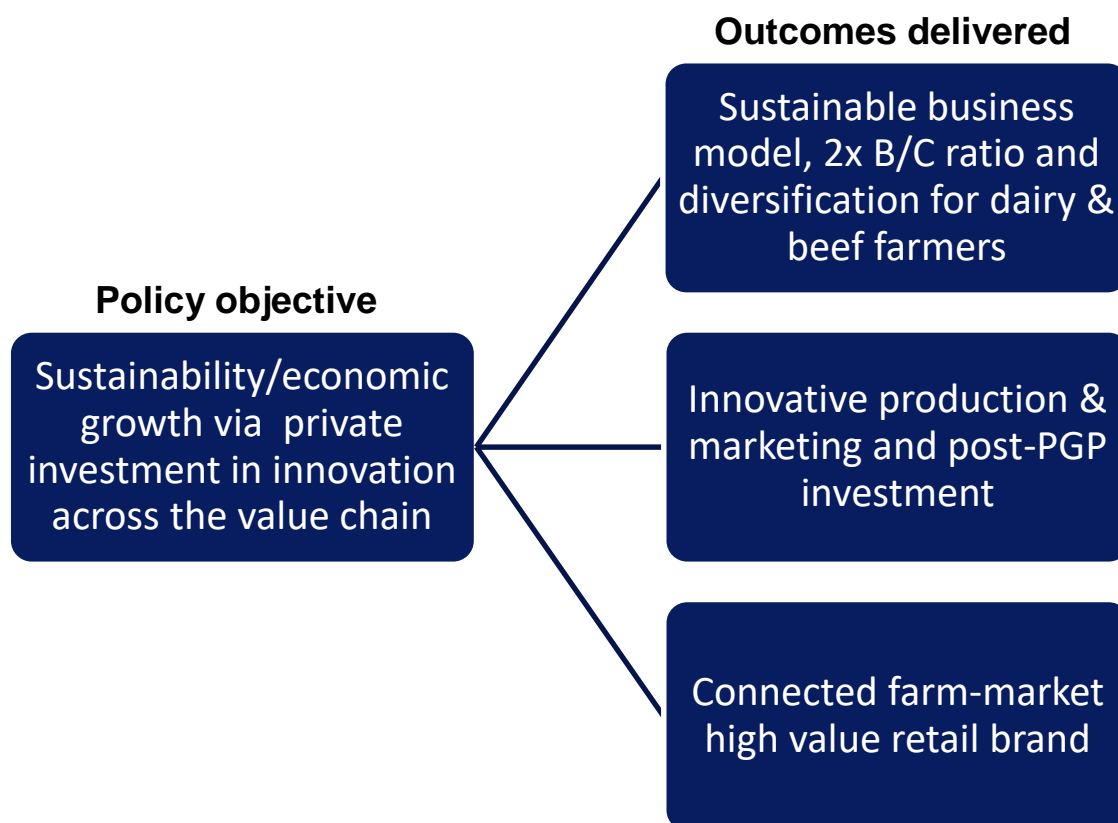 Outcomes delivered
Sustainable business
model, 2x B/C ratio and
diversification for dairy &
beef farmers
Policy objective
Sustainability/economic
growth via  private
investment in innovation
across the value chain
Innovative production &
marketing and post-PGP
investment
Connected farm-market
high value retail brand